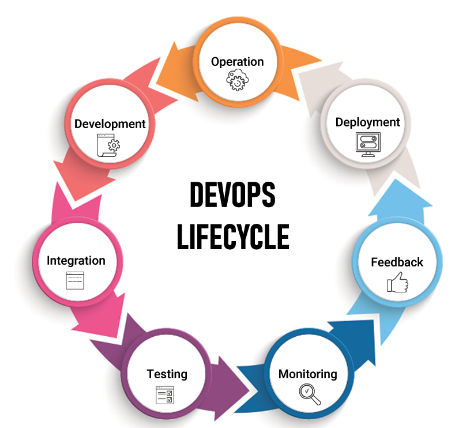 Operation
Development
Deployment
DEVOPS
LIFECYCLE
Integration
Feedback
Testing
Monitoring